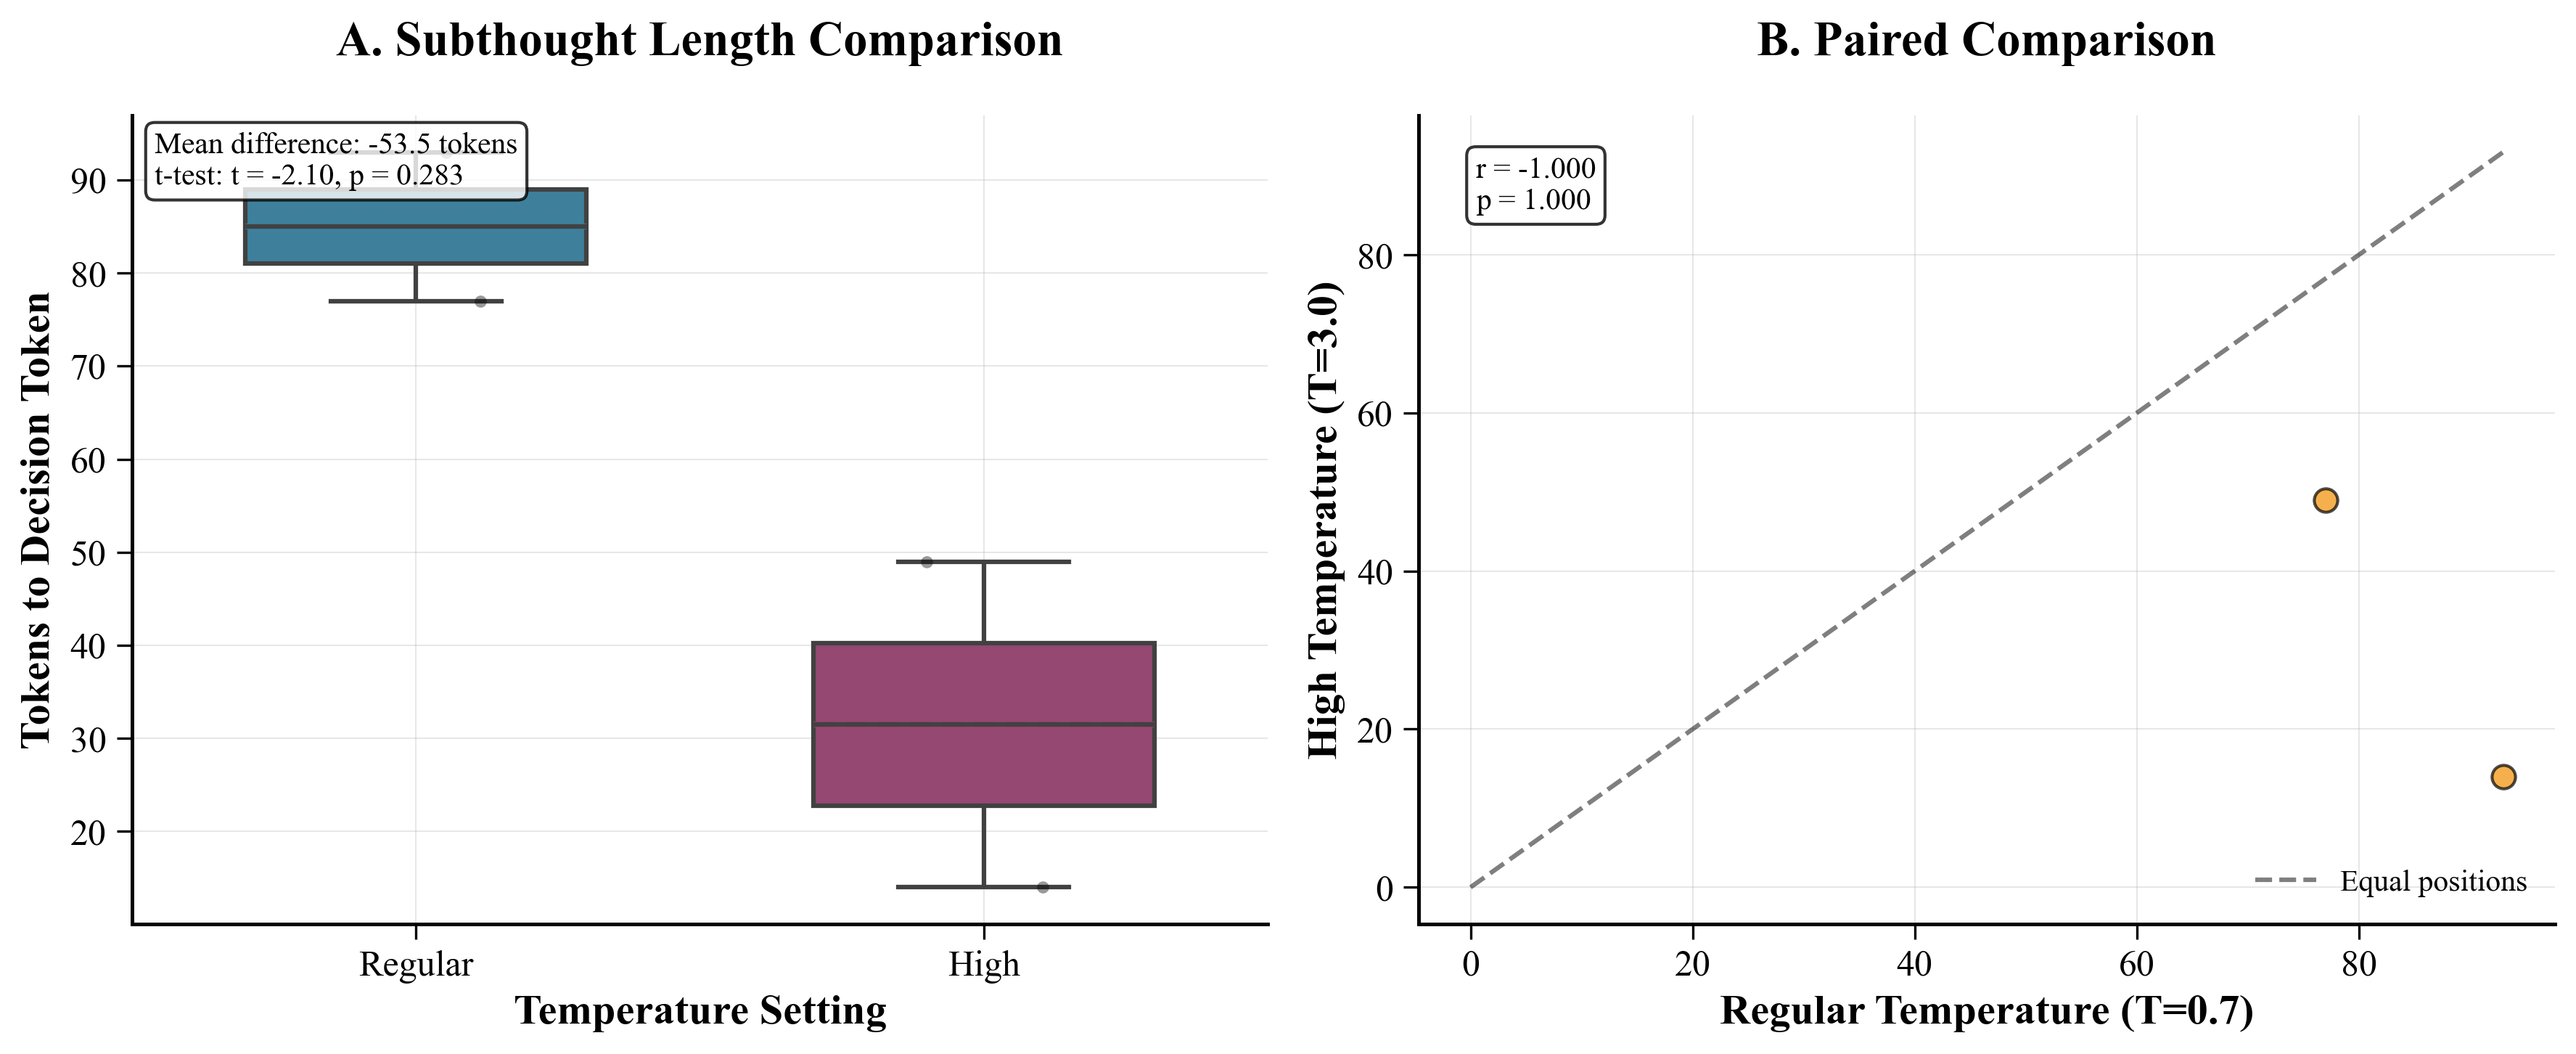 A. Subthought Length Comparison
Mean difference: -53.5 tokens
t-test: t = -2.10, p = 0.283
Tokens to Decision Token
90
80
70
60
50
40
30
20
Regular
High
Temperature Setting
B. Paired Comparison
r = -1.000
p = 1.000
High Temperature (T=3.0)
80
60
40
20
0
Equal positions
0
20
40
60
80
Regular Temperature (T=0.7)